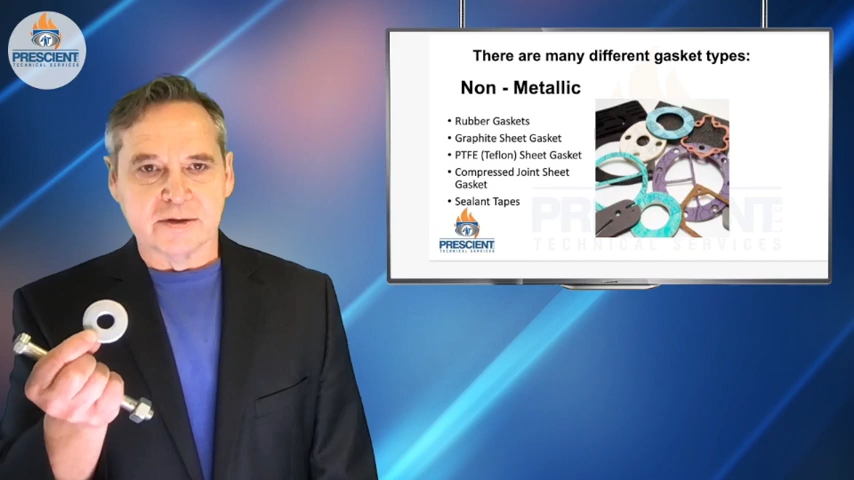 PRESCIENT
TECHNICAL SERVICES
There are many different gasket types:
Non - Metallic
• Rubber Gaskets
• Graphite Sheet Gasket
• PTFE (Teflon) Sheet Gasket
• Compressed Joint Sheet
Gasket
• Sealant Tapes
PRESCIENT
TECHNICAL SERVICES
PRESCIENT
TECHNICAL SERVICES